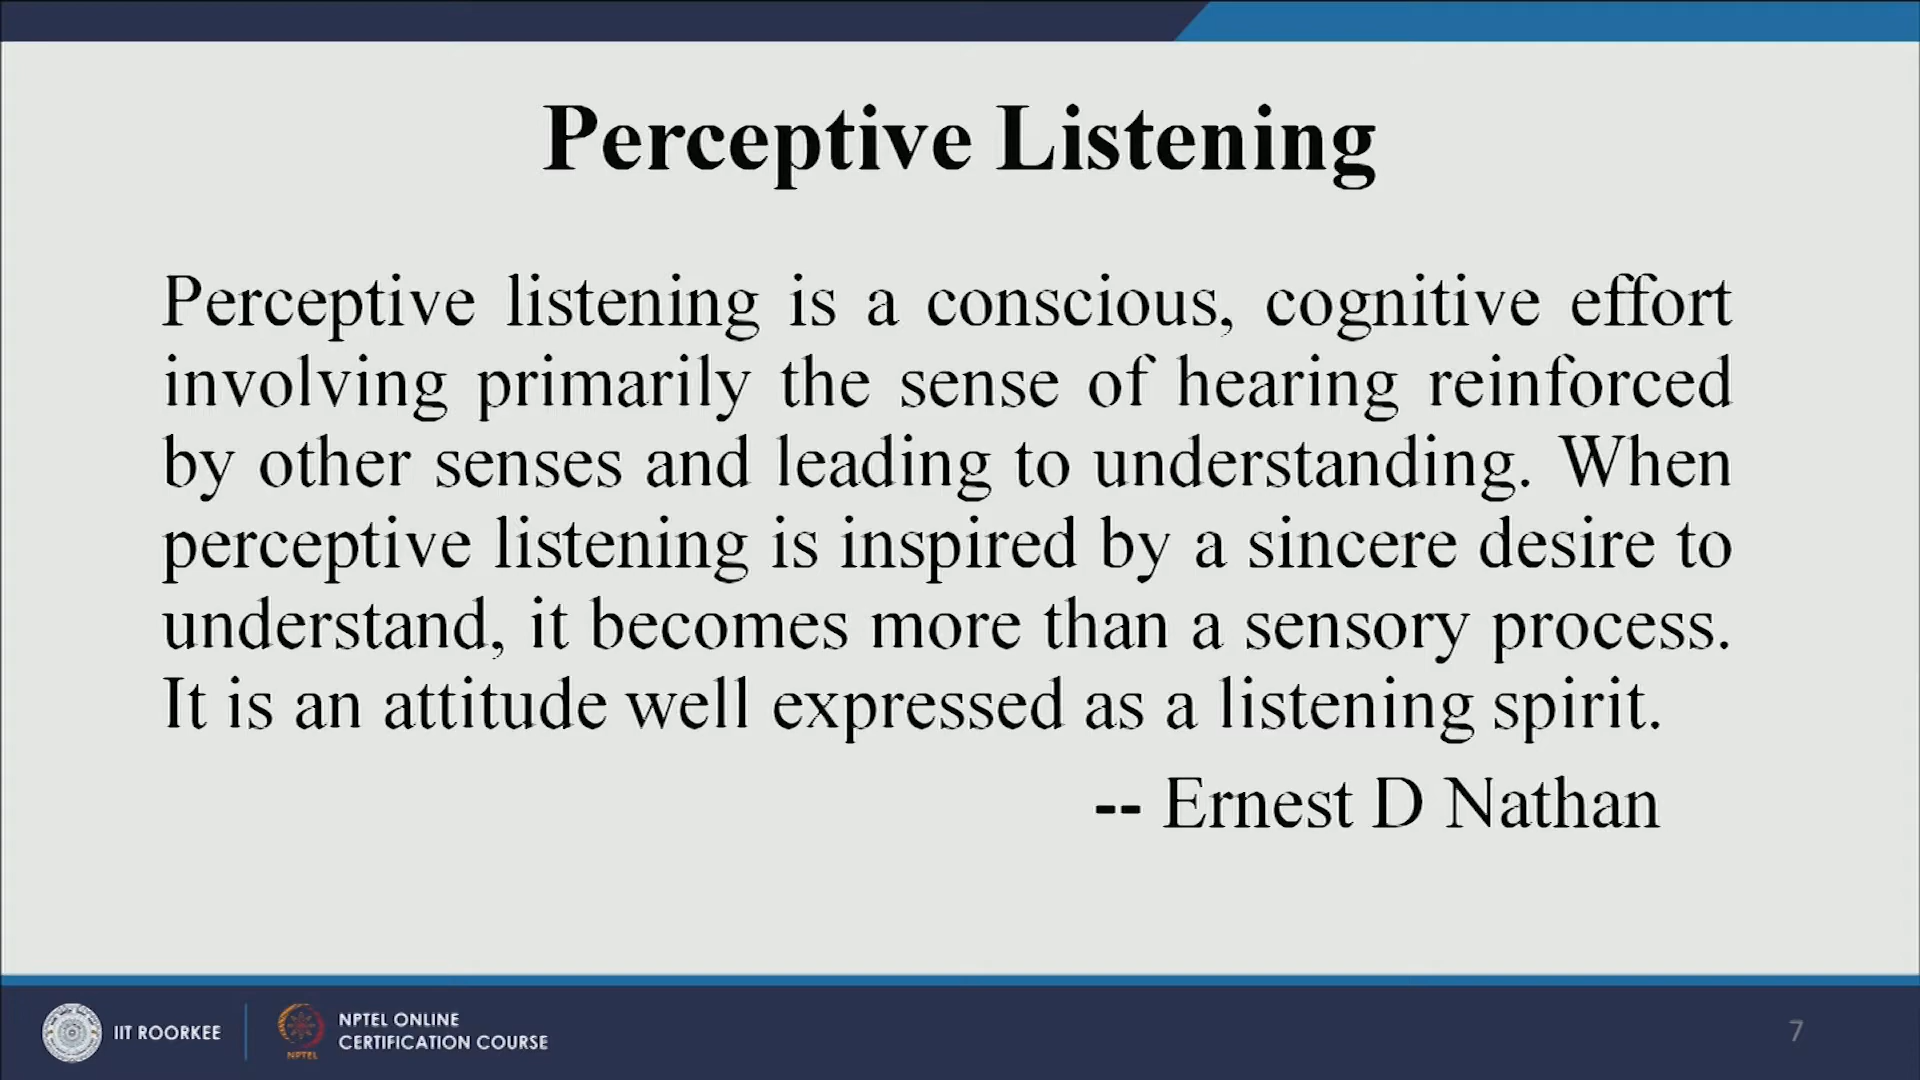 Perceptive Listening
Perceptive listening is a conscious, cognitive effort
involving primarily the sense of hearing reinforced
by other senses and leading to understanding. When
perceptive listening is inspired by a sincere desire to
understand, it becomes more than a sensory process.
It is an attitude well expressed as a listening spirit.
-- Ernest D Nathan
IIT ROORKEE
NPTEL
NPTEL ONLINE
CERTIFICATION COURSE
7